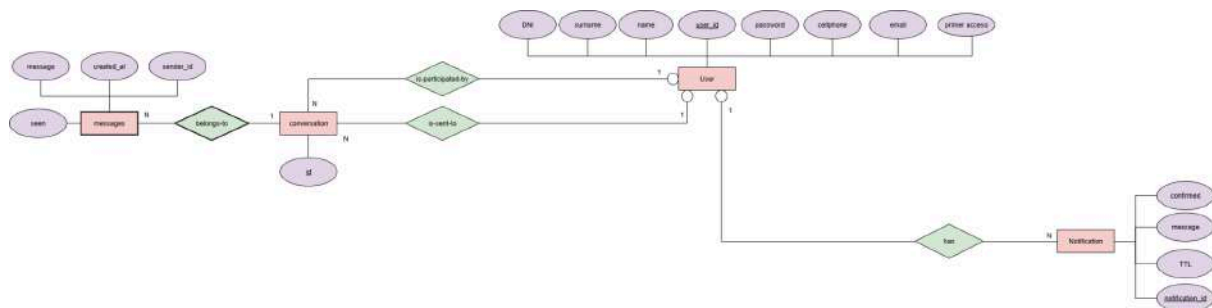 DNI
surname
name
user_id
password
cellphone
email
primer access
message
created_at
sender_id
is-participated-by
1
User
N
seen
messages
N
belongs-to
1
conversation
N
is-sent-to
1
1
id
has
N
Notification
confirmed
message
TTL
notification_id